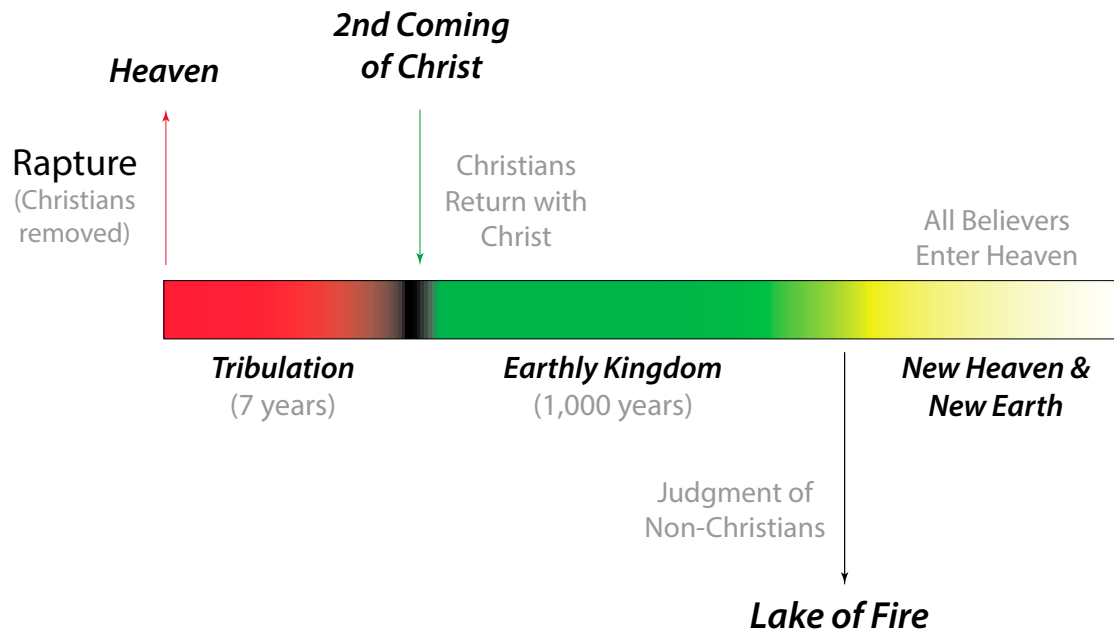 Heaven
2nd Coming
of Christ
Rapture
(Christians
removed)
Christians
Return with
Christ
All Believers
Enter Heaven
Tribulation
(7 years)
Earthly Kingdom
(1,000 years)
New Heaven &
New Earth
Judgment of
Non-Christians
Lake of Fire